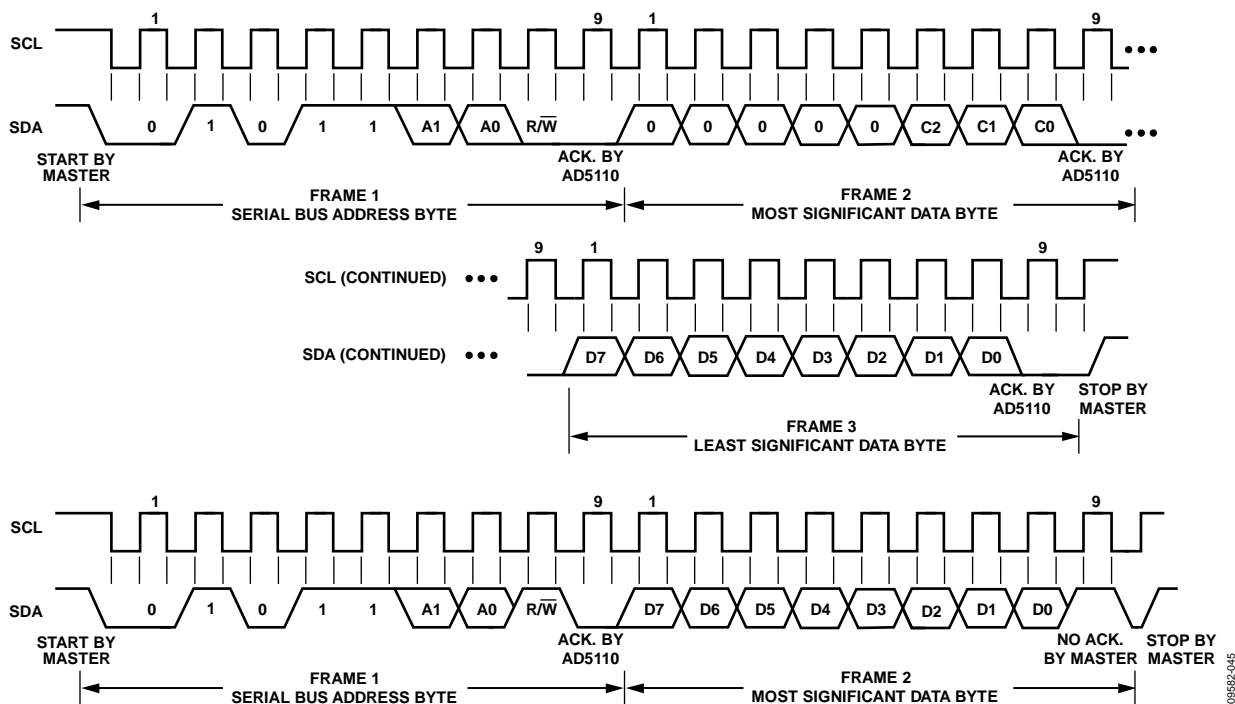 1 9 1 9
SCL •••
SDA 0 1 0 1 1 A1 A0 R/W̅ 0 0 0 0 0 C2 C1 C0 •••
START BY MASTER
ACK. BY AD5110
ACK. BY AD5110
FRAME 1
SERIAL BUS ADDRESS BYTE
FRAME 2
MOST SIGNIFICANT DATA BYTE
9 1 9
SCL (CONTINUED) •••
SDA (CONTINUED) ••• D7 D6 D5 D4 D3 D2 D1 D0
ACK. BY AD5110
STOP BY MASTER
FRAME 3
LEAST SIGNIFICANT DATA BYTE
1 9 1 9
SCL
SDA 0 1 0 1 1 A1 A0 R/W̅ D7 D6 D5 D4 D3 D2 D1 D0
START BY MASTER
ACK. BY AD5110
NO ACK. BY MASTER
STOP BY MASTER
FRAME 1
SERIAL BUS ADDRESS BYTE
FRAME 2
MOST SIGNIFICANT DATA BYTE
09582-045